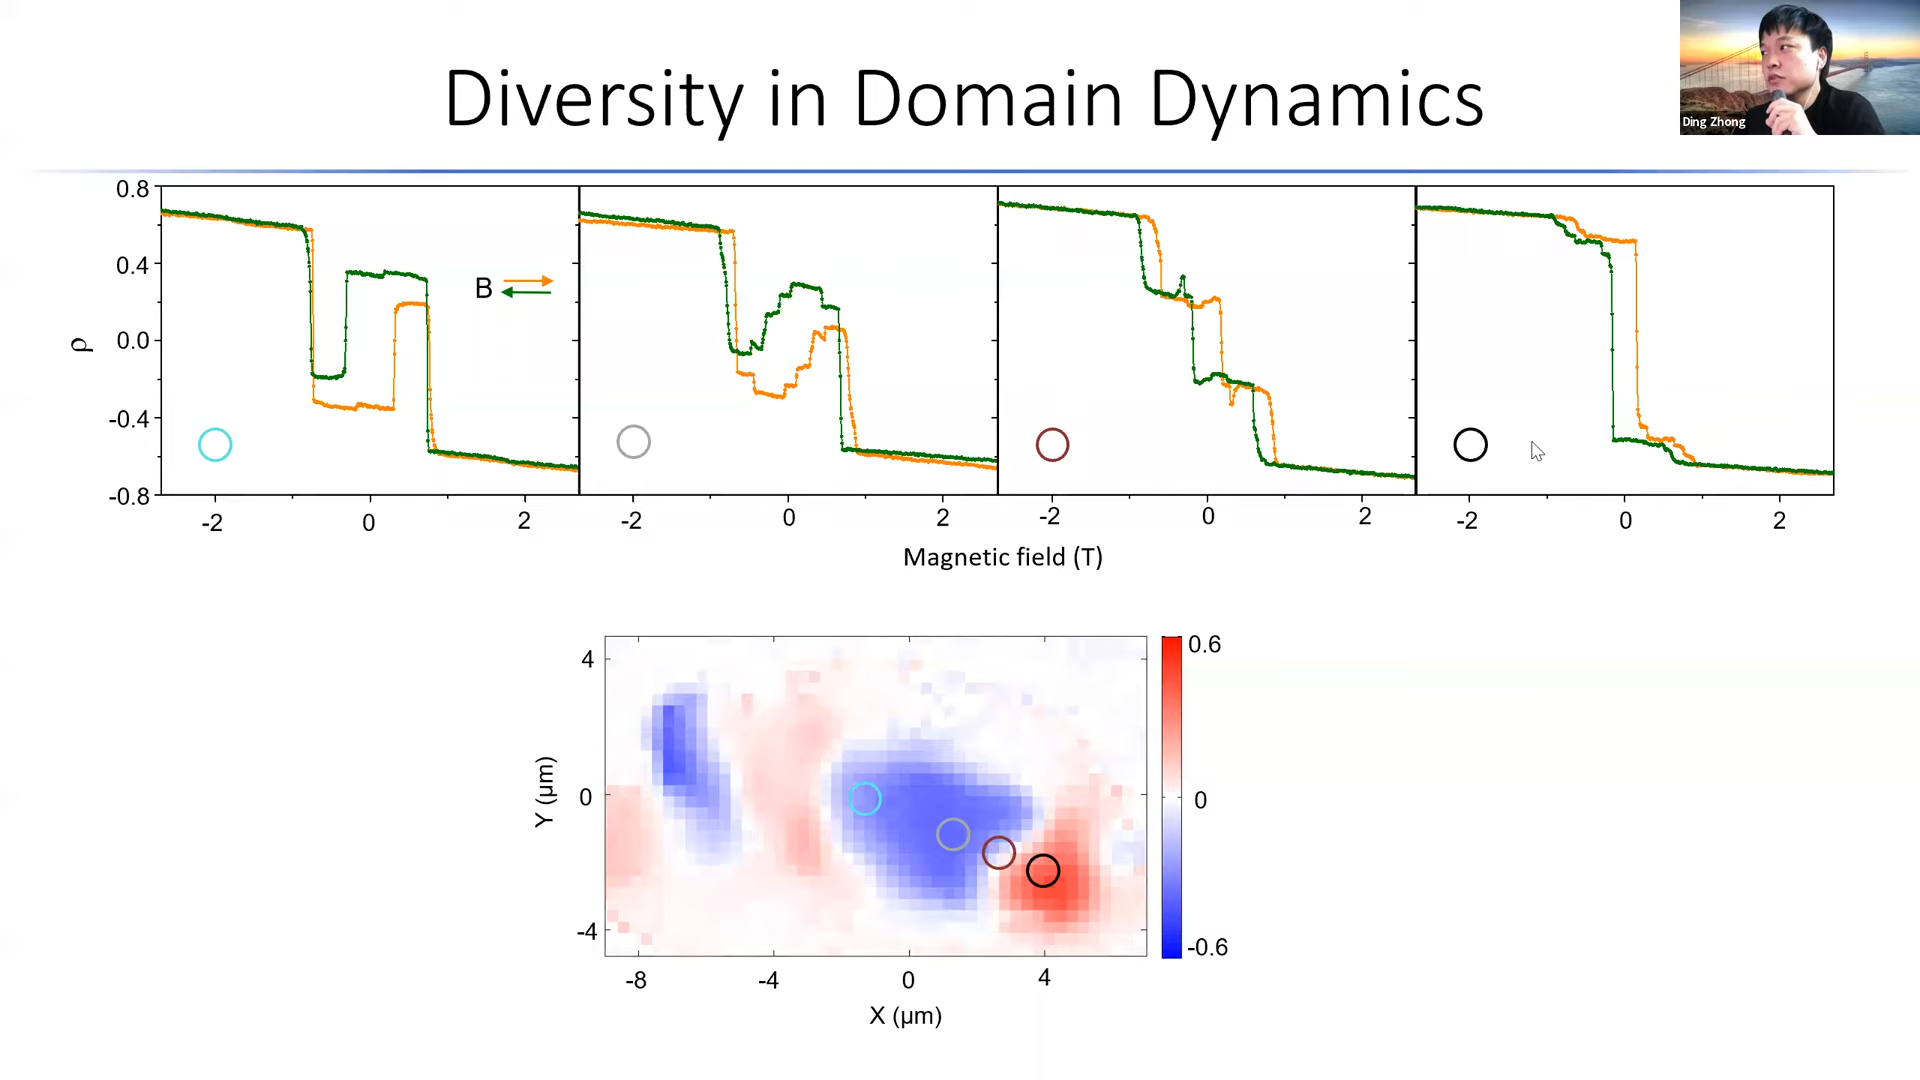 Diversity in Domain Dynamics
Ding Zhong
0.8
0.4
0.0
-0.4
-0.8
ρ
B
-2 0 2
-2 0 2
-2 0 2
-2 0 2
Magnetic field (T)
4
0
-4
Y (μm)
-8 -4 0 4
X (μm)
0.6
0
-0.6